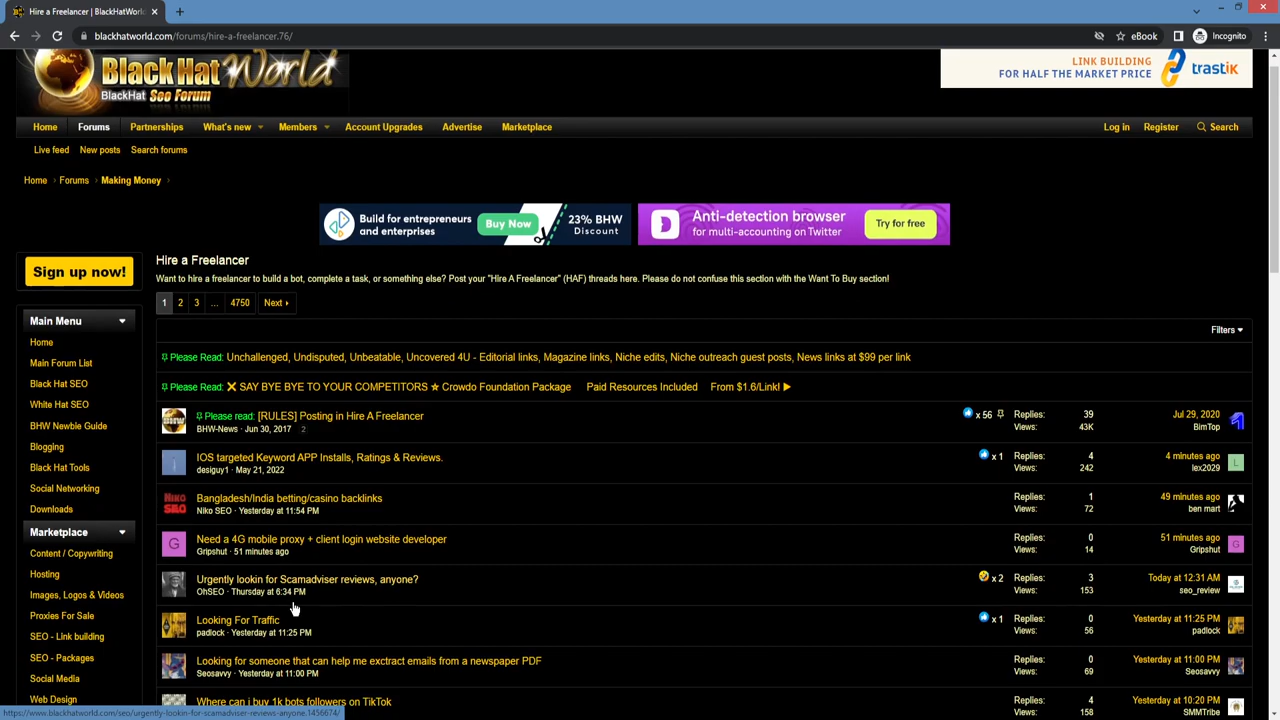 Hire a Freelancer | BlackHatWorld
blackhatworld.com/forums/hire-a-freelancer.76/
eBook
Incognito
BlackHat World
BlackHat Seo Forum
LINK BUILDING
FOR HALF THE MARKET PRICE
trastik
Home Forums Partnerships What's new Members Account Upgrades Advertise Marketplace Log in Register Search
Live feed New posts Search forums
Home Forums Making Money
Build for entrepreneurs
and enterprises
Buy Now
23% BHW
Discount
Anti-detection browser
for multi-accounting on Twitter
Try for free
Sign up now!
Hire a Freelancer
Want to hire a freelancer to build a bot, complete a task, or something else? Post your "Hire A Freelancer" (HAF) threads here. Please do not confuse this section with the Want To Buy section!
1 2 3 ... 4750 Next
Main Menu
Home
Main Forum List
Black Hat SEO
White Hat SEO
BHW Newbie Guide
Blogging
Black Hat Tools
Social Networking
Downloads
Marketplace
Content / Copywriting
Hosting
Images, Logos & Videos
Proxies For Sale
SEO - Link building
SEO - Packages
Social Media
Web Design
Filters
Please Read: Unchallenged, Undisputed, Unbeatable, Uncovered 4U - Editorial links, Magazine links, Niche edits, Niche outreach guest posts, News links at $99 per link
Please Read: ❌ SAY BYE BYE TO YOUR COMPETITORS ⭐ Crowdo Foundation Package Paid Resources Included From $1.6/Link! ▶
Please read: [RULES] Posting in Hire A Freelancer
BHW-News · Jun 30, 2017 2
x 56
Replies: 39
Views: 43K
Jul 29, 2020
BimTop
IOS targeted Keyword APP Installs, Ratings & Reviews.
desiguy1 · May 21, 2022
x 1
Replies: 4
Views: 242
4 minutes ago
lex2029
L
NIKO
SEO
Bangladesh/India betting/casino backlinks
Niko SEO · Yesterday at 11:54 PM
Replies: 1
Views: 72
49 minutes ago
ben mart
G
Need a 4G mobile proxy + client login website developer
Gripshut · 51 minutes ago
Replies: 0
Views: 14
51 minutes ago
Gripshut
G
Urgently lookin for Scamadviser reviews, anyone?
OhSEO · Thursday at 6:34 PM
x 2
Replies: 3
Views: 153
Today at 12:31 AM
seo_review
Looking For Traffic
padlock · Yesterday at 11:25 PM
x 1
Replies: 0
Views: 56
Yesterday at 11:25 PM
padlock
Looking for someone that can help me exctract emails from a newspaper PDF
Seosavvy · Yesterday at 11:00 PM
Replies: 0
Views: 69
Yesterday at 11:00 PM
Seosavvy
Where can i buy 1k bots followers on TikTok
Replies: 4
Views: 158
Yesterday at 10:20 PM
SMMTribe
https://www.blackhatworld.com/seo/urgently-lookin-for-scamadviser-reviews-anyone.1456674/